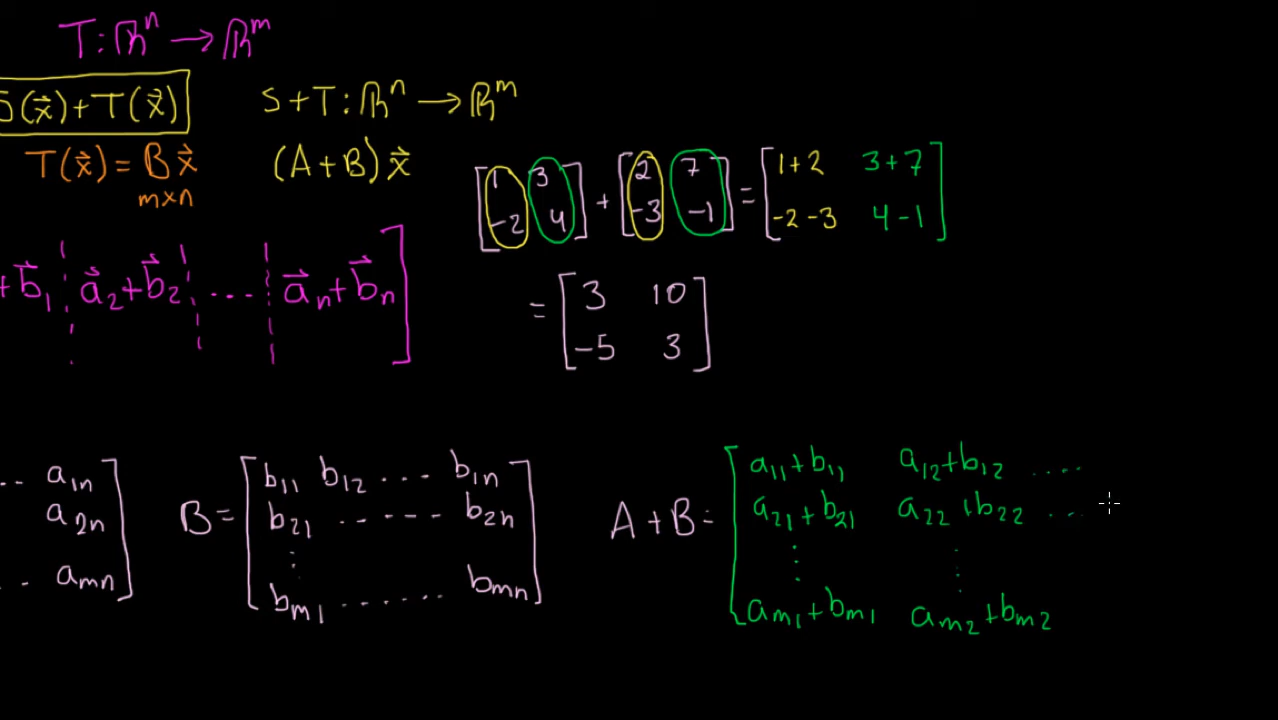 T: ℝⁿ → ℝᵐ
S(x⃗)+T(x⃗)   S+T: ℝⁿ → ℝᵐ
T(x⃗) = Bx⃗   (A+B)x⃗
m×n
[1 3; -2 4] + [2 7; -3 -1] = [1+2 3+7; -2-3 4-1]
+b⃗₁ ¦ a⃗₂+b⃗₂ ¦ .... ¦ a⃗n+b⃗n]
= [3 10; -5 3]
.. a1n]   [b11 b12 .... b1n]   [a11+b11 a12+b12 ....
a2n   B= b21 ------ b2n   A+B= a21+b21 a22+b22 ...
⋮   ⋮ ⋮
. amn]   bm1 ...... bmn   am1+bm1 am2+bm2